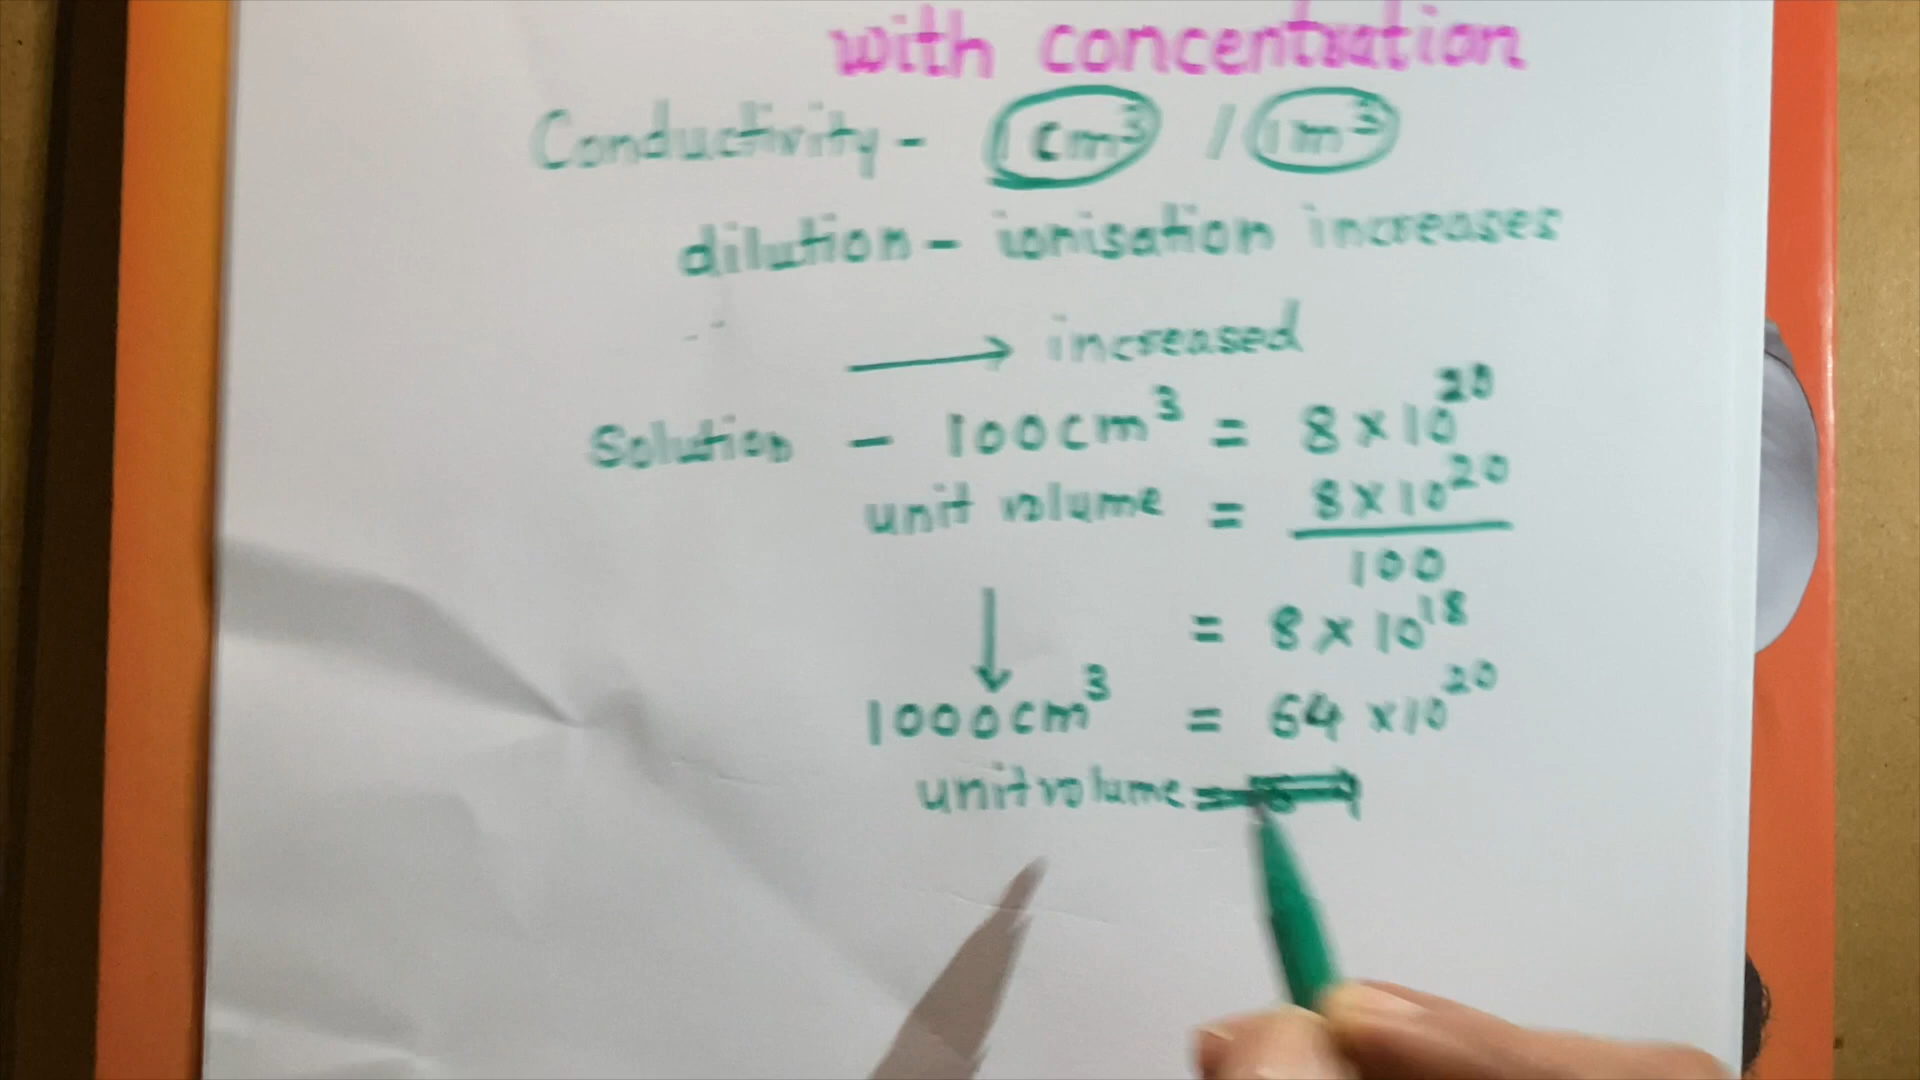 with concentration
Conductivity - 1cm³ / 1m³
dilution - ionisation increases
→ increased
Solution - 100cm³ = 8 × 10²⁰
unit volume = 8 × 10²⁰
100
↓ = 8 × 10¹⁸
1000cm³ = 64 × 10²⁰
unit volume =